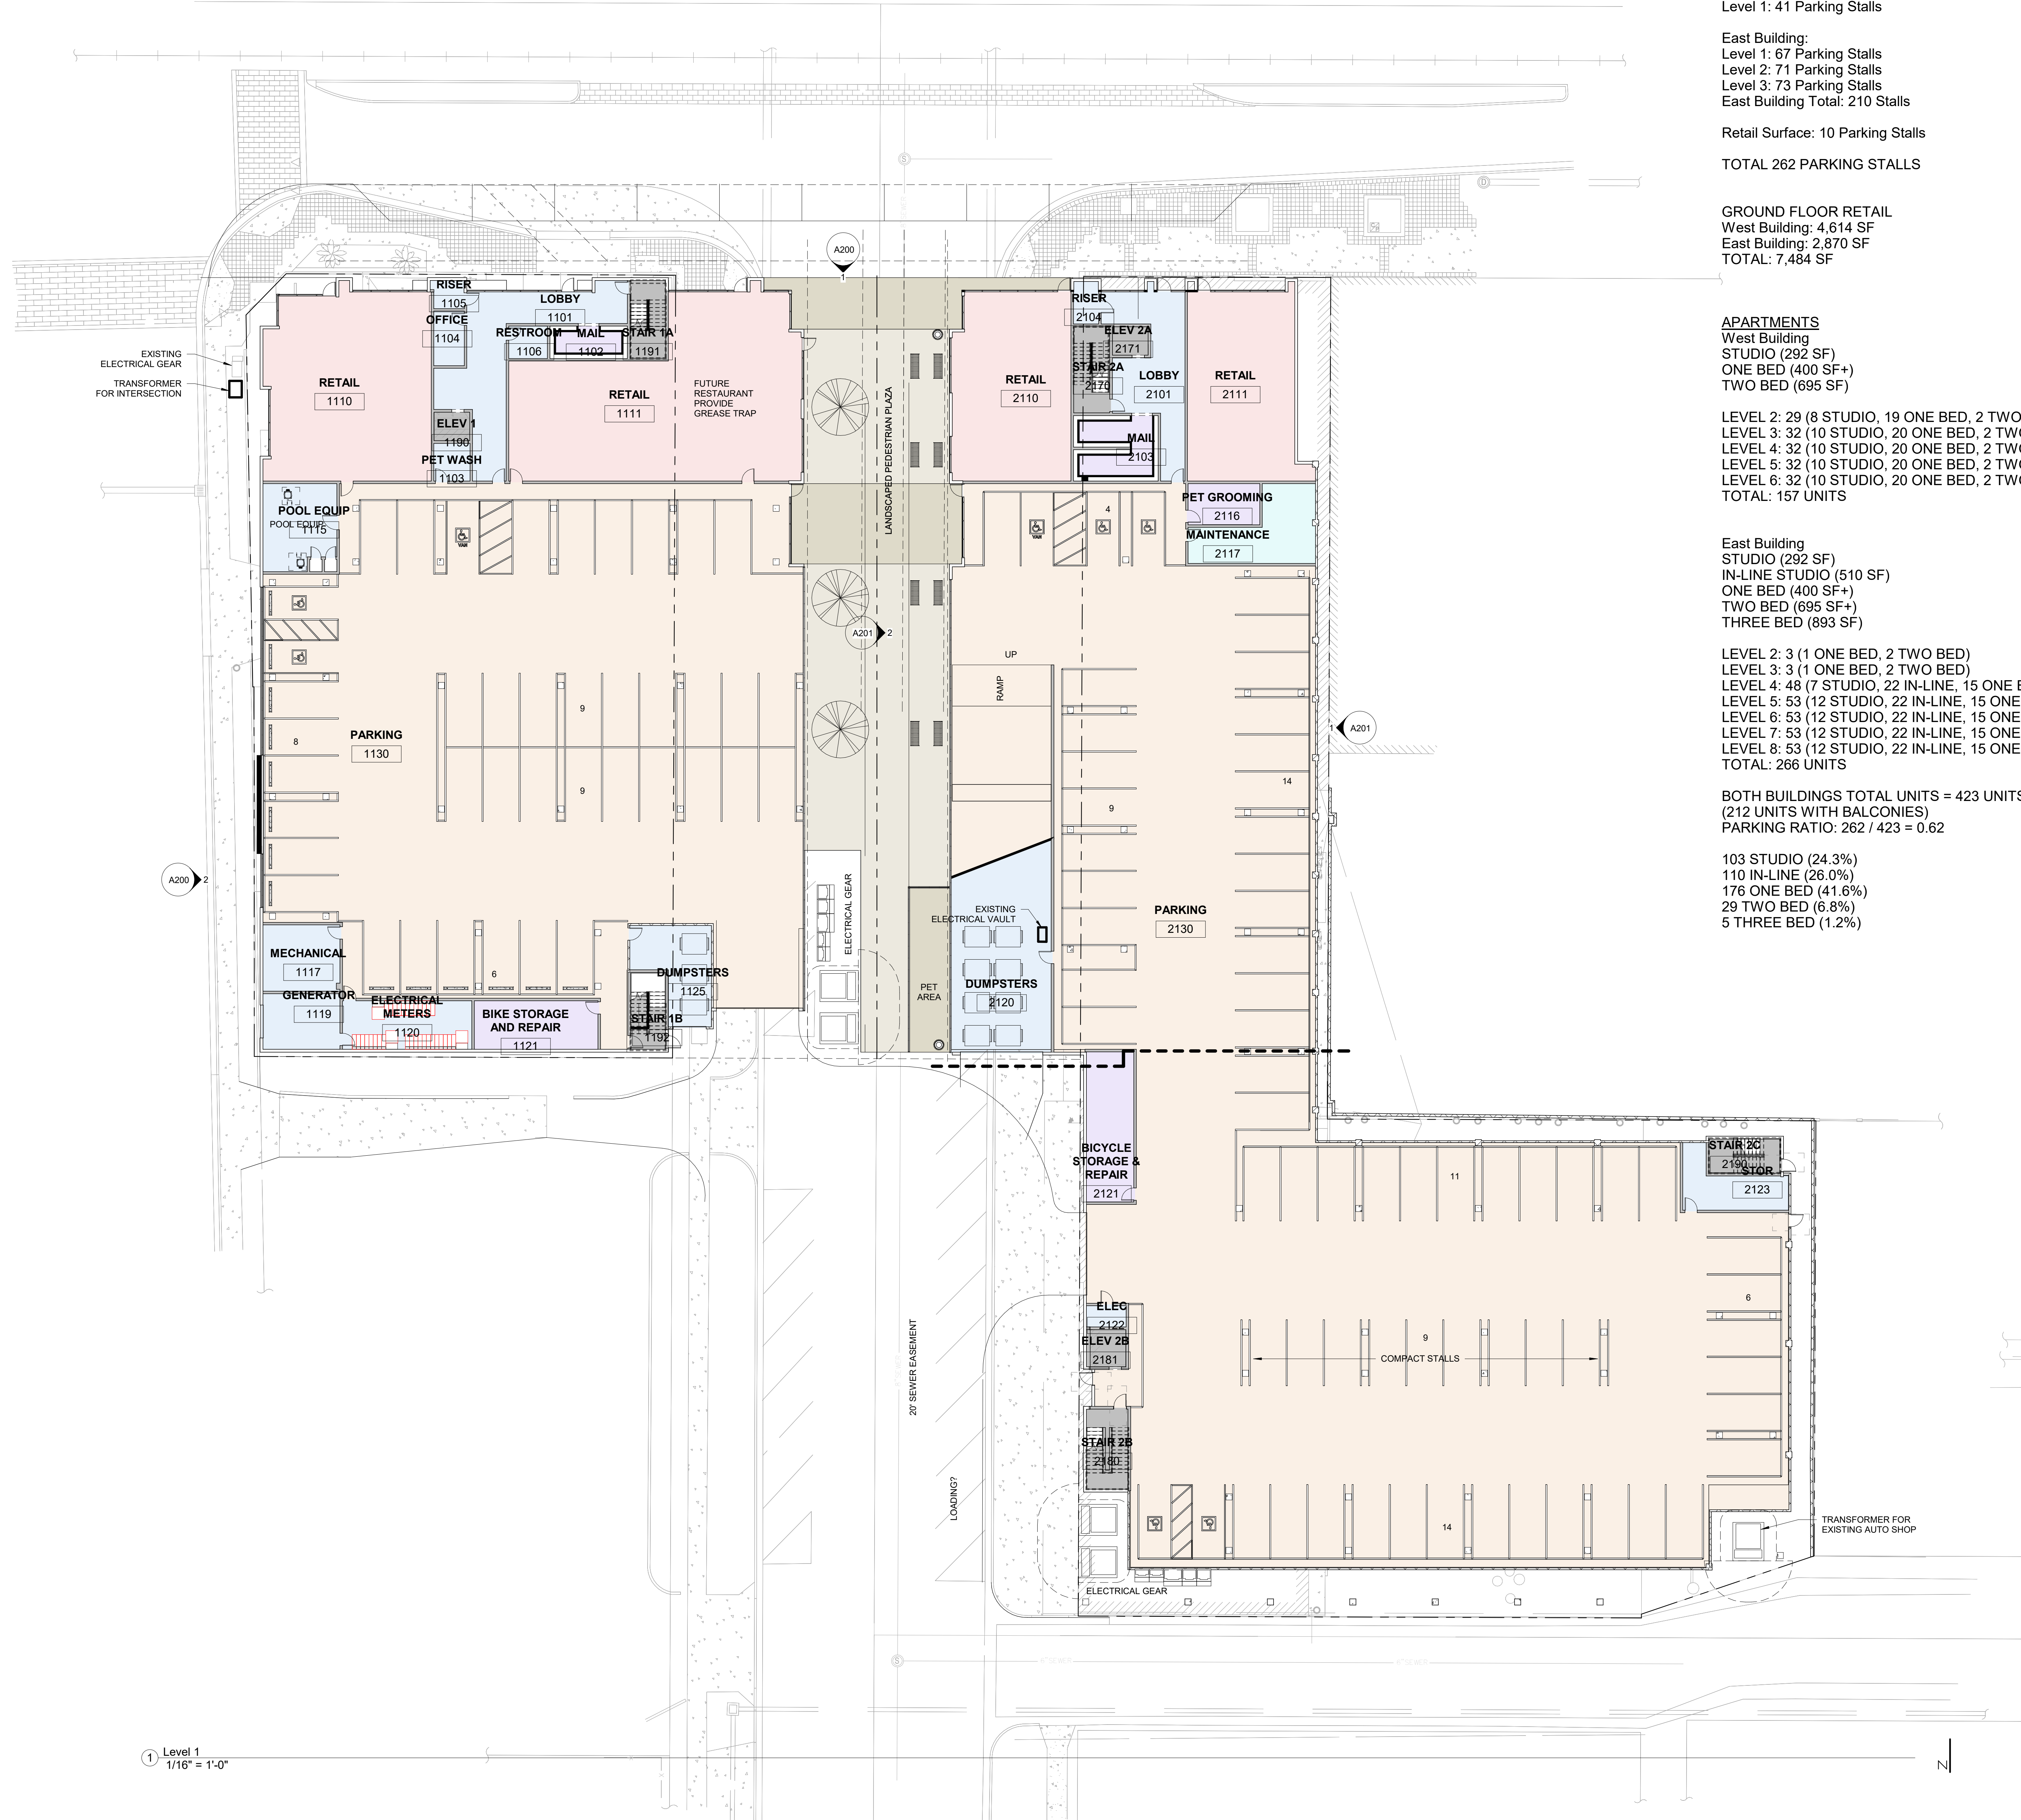 Level 1: 41 Parking Stalls
East Building:
Level 1: 67 Parking Stalls
Level 2: 71 Parking Stalls
Level 3: 73 Parking Stalls
East Building Total: 210 Stalls
Retail Surface: 10 Parking Stalls
TOTAL 262 PARKING STALLS
GROUND FLOOR RETAIL
West Building: 4,614 SF
East Building: 2,870 SF
TOTAL: 7,484 SF
APARTMENTS
West Building
STUDIO (292 SF)
ONE BED (400 SF+)
TWO BED (695 SF)
LEVEL 2: 29 (8 STUDIO, 19 ONE BED, 2 TWO
LEVEL 3: 32 (10 STUDIO, 20 ONE BED, 2 TWO
LEVEL 4: 32 (10 STUDIO, 20 ONE BED, 2 TWO
LEVEL 5: 32 (10 STUDIO, 20 ONE BED, 2 TWO
LEVEL 6: 32 (10 STUDIO, 20 ONE BED, 2 TWO
TOTAL: 157 UNITS
East Building
STUDIO (292 SF)
IN-LINE STUDIO (510 SF)
ONE BED (400 SF+)
TWO BED (695 SF+)
THREE BED (893 SF)
LEVEL 2: 3 (1 ONE BED, 2 TWO BED)
LEVEL 3: 3 (1 ONE BED, 2 TWO BED)
LEVEL 4: 48 (7 STUDIO, 22 IN-LINE, 15 ONE
LEVEL 5: 53 (12 STUDIO, 22 IN-LINE, 15 ONE
LEVEL 6: 53 (12 STUDIO, 22 IN-LINE, 15 ONE
LEVEL 7: 53 (12 STUDIO, 22 IN-LINE, 15 ONE
LEVEL 8: 53 (12 STUDIO, 22 IN-LINE, 15 ONE
TOTAL: 266 UNITS
BOTH BUILDINGS TOTAL UNITS = 423 UNITS
(212 UNITS WITH BALCONIES)
PARKING RATIO: 262 / 423 = 0.62
103 STUDIO (24.3%)
110 IN-LINE (26.0%)
176 ONE BED (41.6%)
29 TWO BED (6.8%)
5 THREE BED (1.2%)
S
D
A200
1
EXISTING
ELECTRICAL GEAR
TRANSFORMER
FOR INTERSECTION
RETAIL
1110
RISER
1105
OFFICE
1104
LOBBY
1101
RESTROOM
1106
MAIL
1102
STAIR 1A
1191
RETAIL
1111
FUTURE
RESTAURANT
PROVIDE
GREASE TRAP
ELEV 1
1190
PET WASH
1103
POOL EQUIP
POOL EQUIP
1115
VAN
LANDSCAPED PEDESTRIAN PLAZA
RETAIL
2110
RISER
2104
ELEV 2A
2171
STAIR 2A
2170
LOBBY
2101
RETAIL
2111
MAIL
2103
PET GROOMING
2116
MAINTENANCE
2117
VAN
4
A201
2
UP
RAMP
PARKING
1130
8
9
9
6
A200
2
A201
1
14
9
PARKING
2130
ELECTRICAL GEAR
EXISTING
ELECTRICAL VAULT
DUMPSTERS
2120
PET
AREA
MECHANICAL
1117
GENERATOR
1119
ELECTRICAL
METERS
1120
BIKE STORAGE
AND REPAIR
1121
DUMPSTERS
1125
STAIR 1B
1192
BICYCLE
STORAGE &
REPAIR
2121
STAIR 2C
2190
STOR
2123
11
6
ELEC
2122
ELEV 2B
2181
9
COMPACT STALLS
STAIR 2B
2180
14
20' SEWER EASEMENT
LOADING?
ELECTRICAL GEAR
TRANSFORMER FOR
EXISTING AUTO SHOP
S
1
Level 1
1/16" = 1'-0"
N